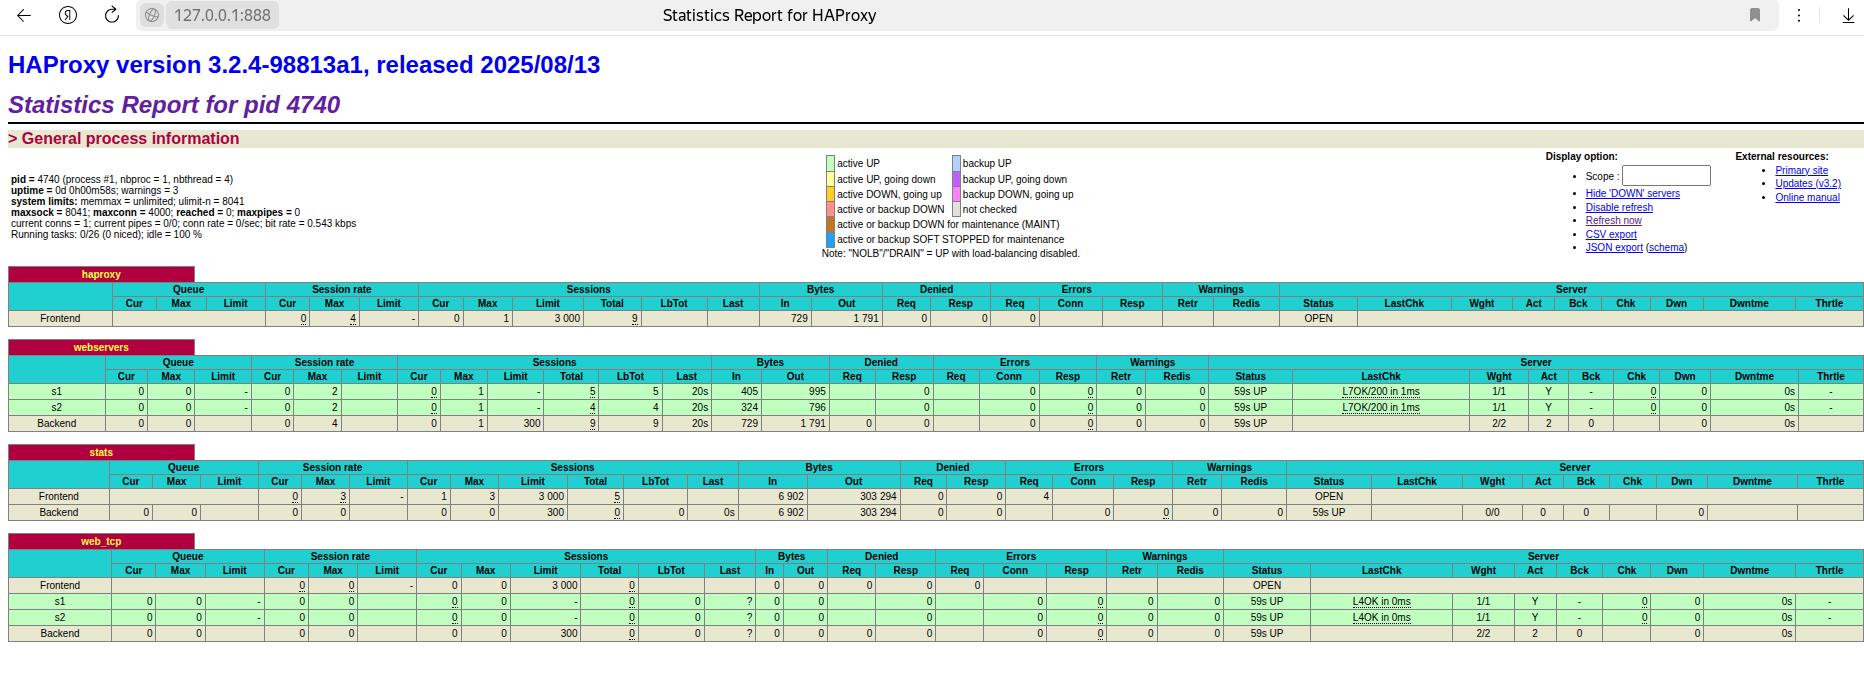 127.0.0.1:888 Statistics Report for HAProxy
HAProxy version 3.2.4-98813a1, released 2025/08/13
Statistics Report for pid 4740
> General process information
pid = 4740 (process #1, nbproc = 1, nbthread = 4)
uptime = 0d 0h00m58s; warnings = 3
system limits: memmax = unlimited; ulimit-n = 8041
maxsock = 8041; maxconn = 4000; reached = 0; maxpipes = 0
current conns = 1; current pipes = 0/0; conn rate = 0/sec; bit rate = 0.543 kbps
Running tasks: 0/26 (0 niced); idle = 100 %
active UP backup UP
active UP, going down backup UP, going down
active DOWN, going up backup DOWN, going up
active or backup DOWN not checked
active or backup DOWN for maintenance (MAINT)
active or backup SOFT STOPPED for maintenance
Note: "NOLB"/"DRAIN" = UP with load-balancing disabled.
Display option:
• Scope :
• Hide 'DOWN' servers
• Disable refresh
• Refresh now
• CSV export
• JSON export (schema)
External resources:
• Primary site
• Updates (v3.2)
• Online manual
haproxy
Queue Session rate Sessions Bytes Denied Errors Warnings Server
Cur Max Limit Cur Max Limit Cur Max Limit Total LbTot Last In Out Req Resp Req Conn Resp Retr Redis Status LastChk Wght Act Bck Chk Dwn Dwntme Thrtle
Frontend 0 4 - 0 1 3 000 9 729 1 791 0 0 0 OPEN
webservers
Queue Session rate Sessions Bytes Denied Errors Warnings Server
Cur Max Limit Cur Max Limit Cur Max Limit Total LbTot Last In Out Req Resp Req Conn Resp Retr Redis Status LastChk Wght Act Bck Chk Dwn Dwntme Thrtle
s1 0 0 - 0 2 0 1 - 5 5 20s 405 995 0 0 0 0 0 59s UP L7OK/200 in 1ms 1/1 Y - 0 0 0s -
s2 0 0 - 0 2 0 1 - 4 4 20s 324 796 0 0 0 0 0 59s UP L7OK/200 in 1ms 1/1 Y - 0 0 0s -
Backend 0 0 0 4 0 1 300 9 9 20s 729 1 791 0 0 0 0 0 0 59s UP 2/2 2 0 0 0s
stats
Queue Session rate Sessions Bytes Denied Errors Warnings Server
Cur Max Limit Cur Max Limit Cur Max Limit Total LbTot Last In Out Req Resp Req Conn Resp Retr Redis Status LastChk Wght Act Bck Chk Dwn Dwntme Thrtle
Frontend 0 3 - 1 3 3 000 5 6 902 303 294 0 0 4 OPEN
Backend 0 0 0 0 0 0 300 0 0 0s 6 902 303 294 0 0 0 0 0 0 59s UP 0/0 0 0 0
web_tcp
Queue Session rate Sessions Bytes Denied Errors Warnings Server
Cur Max Limit Cur Max Limit Cur Max Limit Total LbTot Last In Out Req Resp Req Conn Resp Retr Redis Status LastChk Wght Act Bck Chk Dwn Dwntme Thrtle
Frontend 0 0 - 0 0 3 000 0 0 0 0 0 0 OPEN
s1 0 0 - 0 0 0 0 - 0 0 ? 0 0 0 0 0 0 0 59s UP L4OK in 0ms 1/1 Y - 0 0 0s -
s2 0 0 - 0 0 0 0 - 0 0 ? 0 0 0 0 0 0 0 59s UP L4OK in 0ms 1/1 Y - 0 0 0s -
Backend 0 0 0 0 0 0 300 0 0 ? 0 0 0 0 0 0 0 0 59s UP 2/2 2 0 0 0s